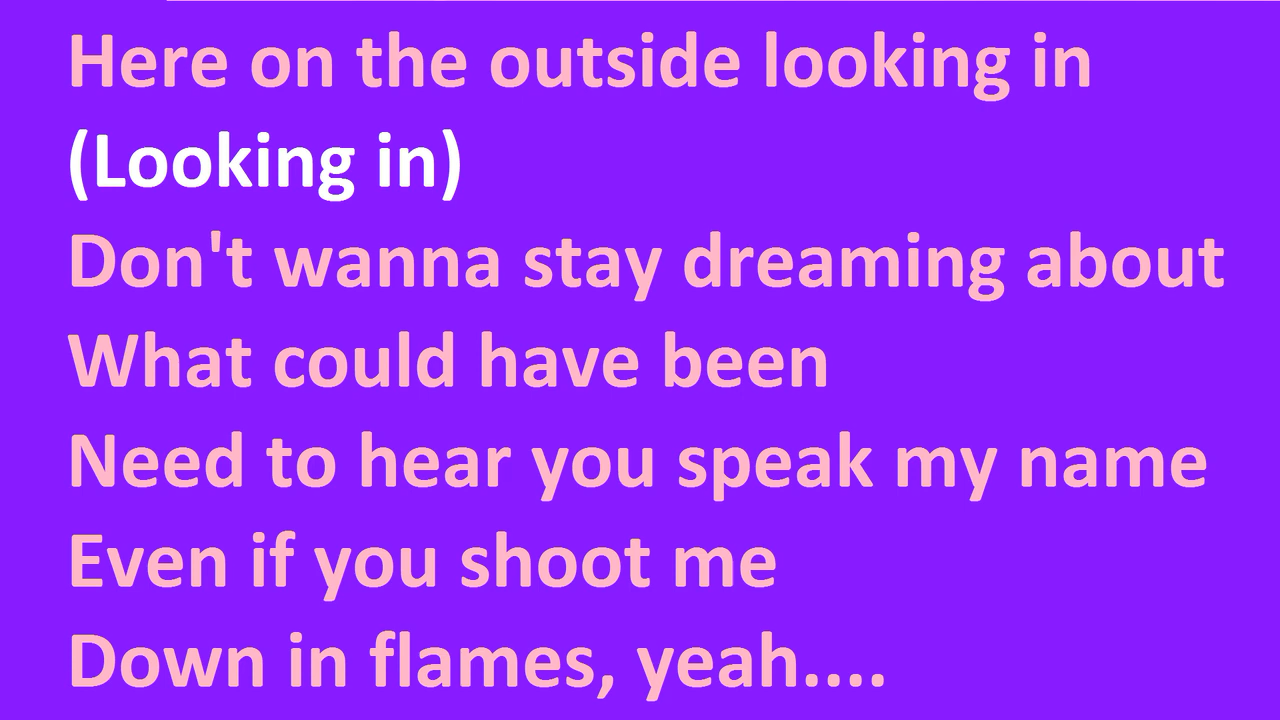 Here on the outside looking in
(Looking in)
Don't wanna stay dreaming about
What could have been
Need to hear you speak my name
Even if you shoot me
Down in flames, yeah....